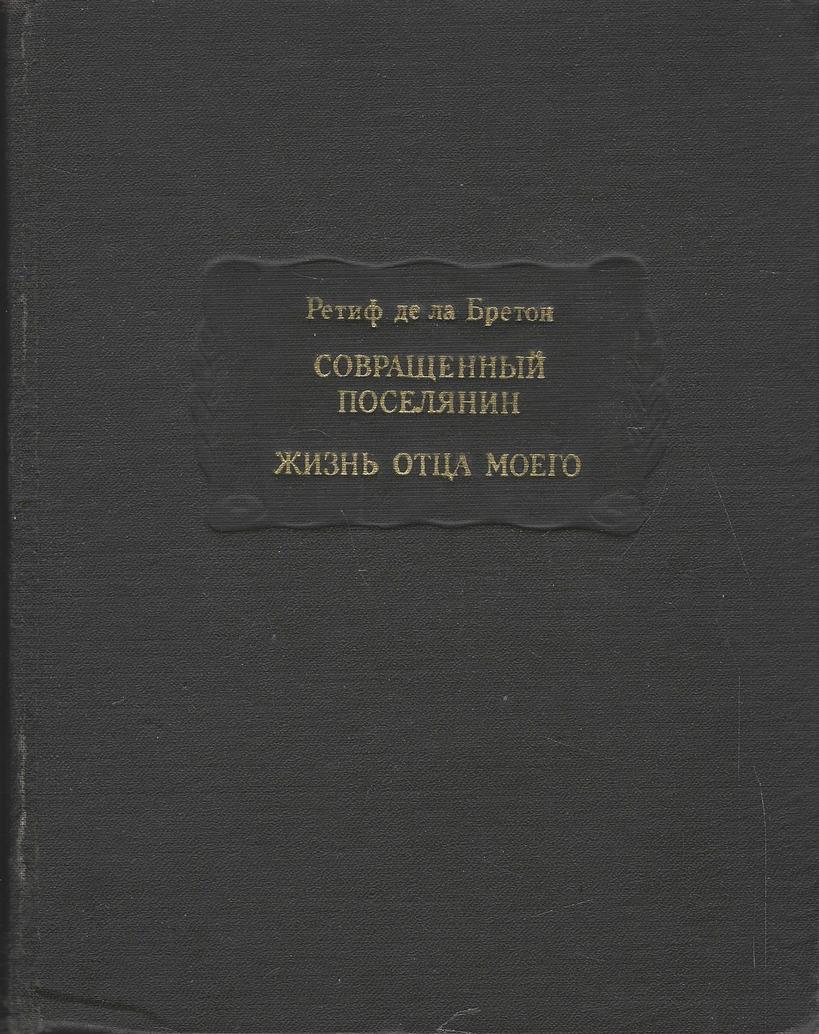 Ретиф де ла Бретон
СОВРАЩЕННЫЙ
ПОСЕЛЯНИН
ЖИЗНЬ ОТЦА МОЕГО